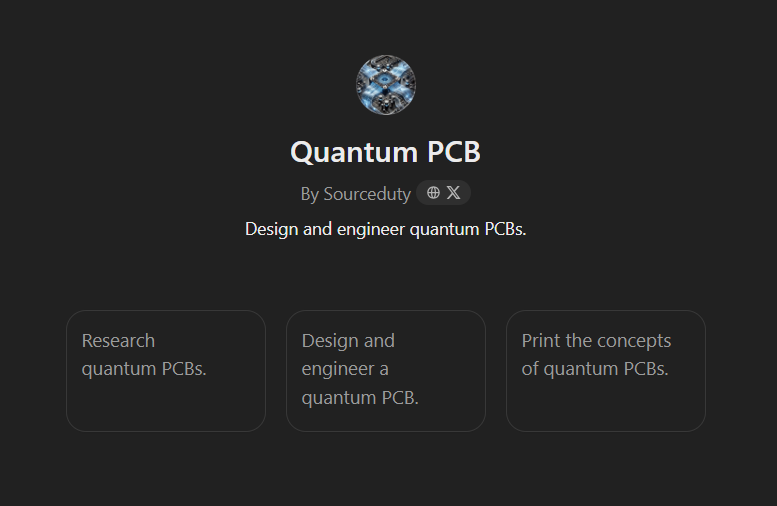 Quantum PCB
By Sourceduty
Design and engineer quantum PCBs.
Research
quantum PCBs.
Design and
engineer a
quantum PCB.
Print the concepts
of quantum PCBs.